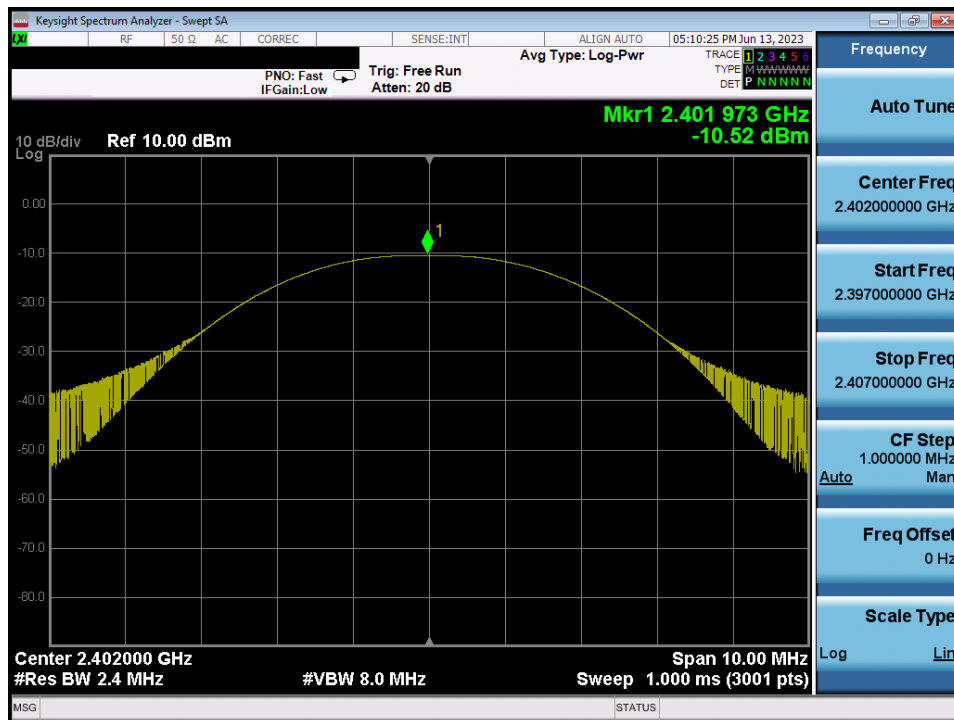 Keysight Spectrum Analyzer - Swept SA
LXI RF 50 Ω AC CORREC SENSE:INT ALIGN AUTO 05:10:25 PM Jun 13, 2023
Avg Type: Log-Pwr TRACE 1 2 3 4 5 6
PNO: Fast Trig: Free Run TYPE M W W W W W
IFGain:Low Atten: 20 dB DET P N N N N N
Mkr1 2.401 973 GHz
-10.52 dBm
10 dB/div Ref 10.00 dBm
Log
1
0.00
-10.0
-20.0
-30.0
-40.0
-50.0
-60.0
-70.0
-80.0
Center 2.402000 GHz Span 10.00 MHz
#Res BW 2.4 MHz #VBW 8.0 MHz Sweep 1.000 ms (3001 pts)
MSG STATUS
Frequency
Auto Tune
Center Freq
2.402000000 GHz
Start Freq
2.397000000 GHz
Stop Freq
2.407000000 GHz
CF Step
1.000000 MHz
Auto Man
Freq Offset
0 Hz
Scale Type
Log Lin